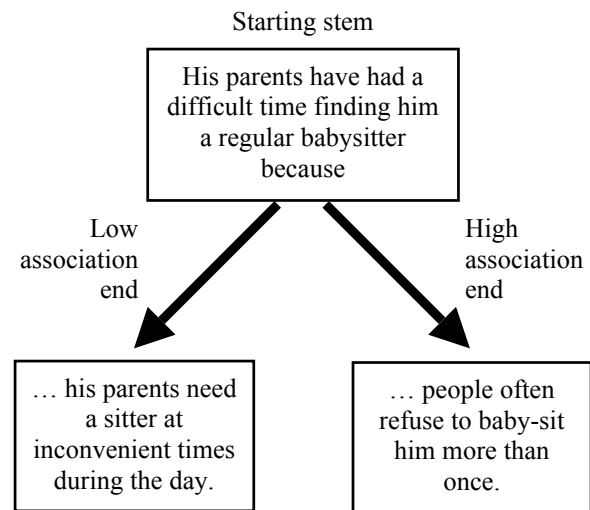 Starting stem
His parents have had a
difficult time finding him
a regular babysitter
because
Low
association
end
High
association
end
… his parents need
a sitter at
inconvenient times
during the day.
… people often
refuse to baby-sit
him more than
once.